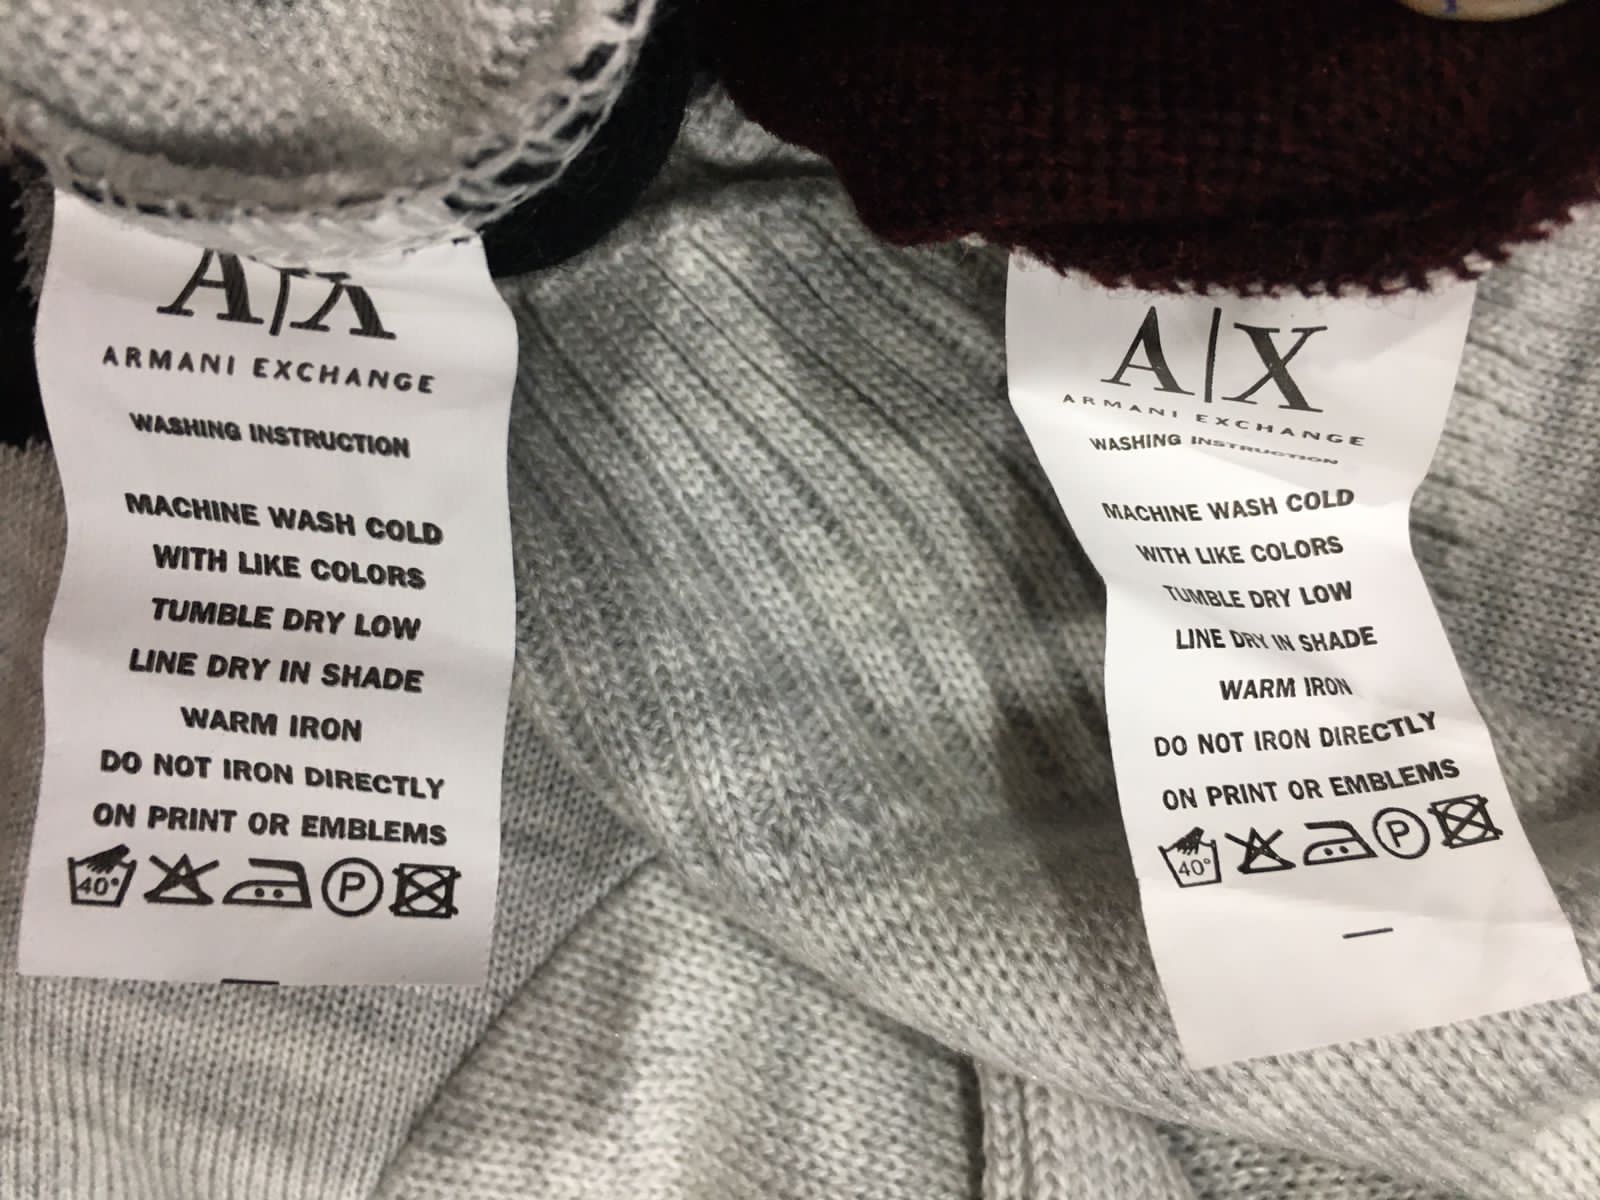 A|X
ARMANI EXCHANGE
WASHING INSTRUCTION
MACHINE WASH COLD
WITH LIKE COLORS
TUMBLE DRY LOW
LINE DRY IN SHADE
WARM IRON
DO NOT IRON DIRECTLY
ON PRINT OR EMBLEMS
40° P
A|X
ARMANI EXCHANGE
WASHING INSTRUCTION
MACHINE WASH COLD
WITH LIKE COLORS
TUMBLE DRY LOW
LINE DRY IN SHADE
WARM IRON
DO NOT IRON DIRECTLY
ON PRINT OR EMBLEMS
40° P